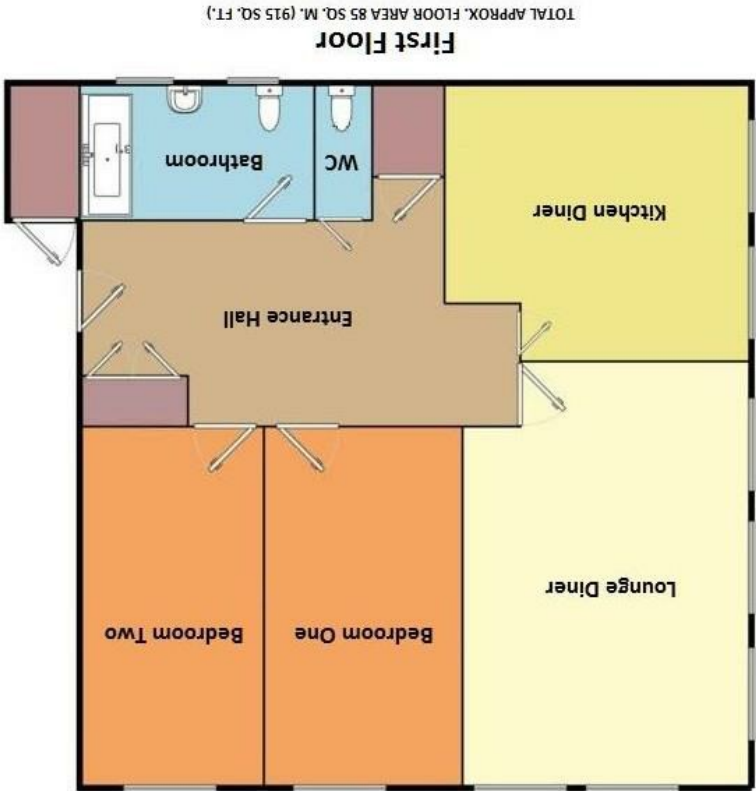 Lounge Diner
Bedroom One
Bedroom Two
Entrance Hall
Kitchen Diner
WC
Bathroom
First Floor
TOTAL APPROX. FLOOR AREA 85 SQ. M. (915 SQ. FT.)